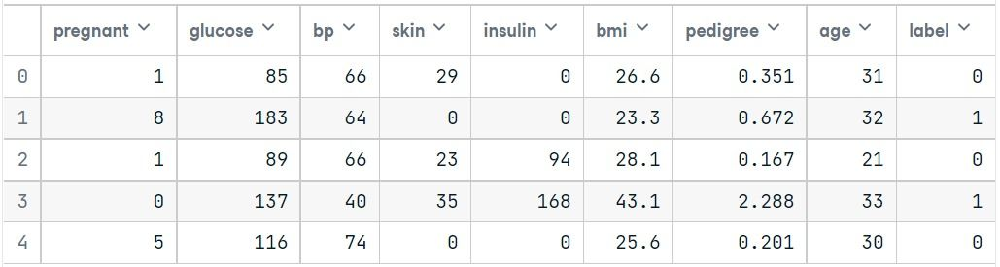 pregnant glucose bp skin insulin bmi pedigree age label
0 1 85 66 29 0 26.6 0.351 31 0
1 8 183 64 0 0 23.3 0.672 32 1
2 1 89 66 23 94 28.1 0.167 21 0
3 0 137 40 35 168 43.1 2.288 33 1
4 5 116 74 0 0 25.6 0.201 30 0